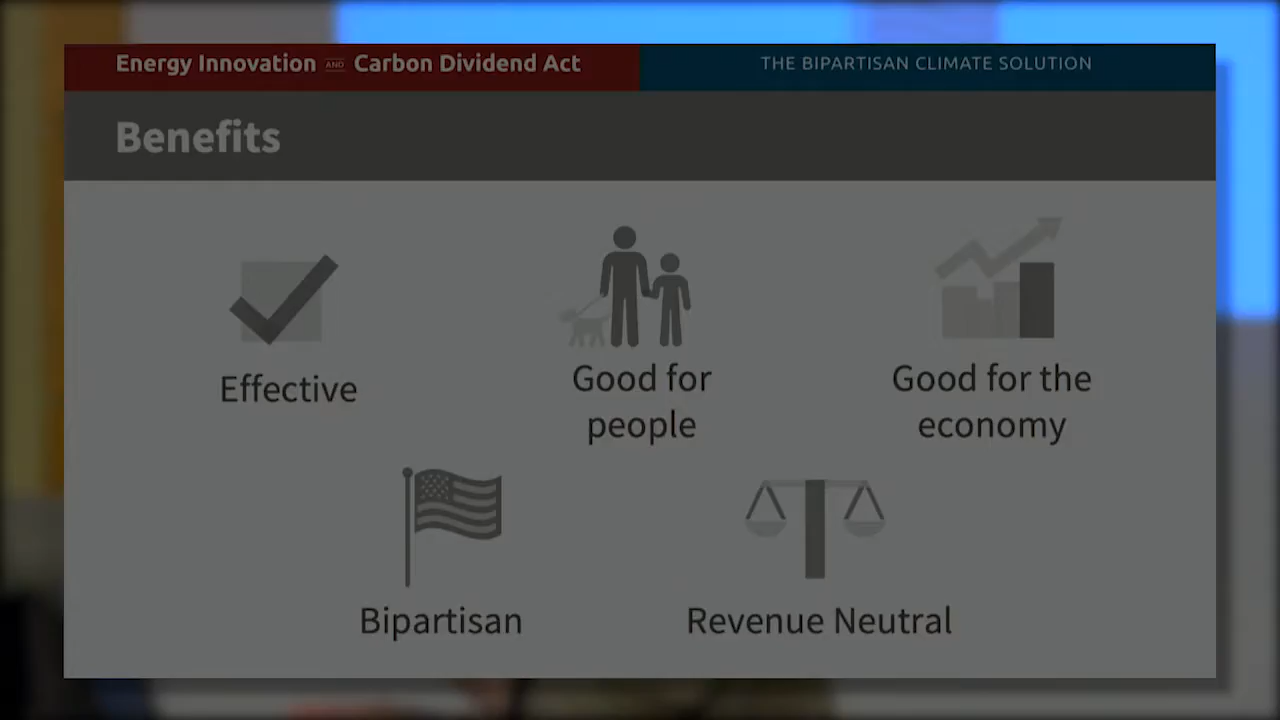 Energy Innovation AND Carbon Dividend Act
THE BIPARTISAN CLIMATE SOLUTION
Benefits
Effective
Good for
people
Good for the
economy
Bipartisan
Revenue Neutral